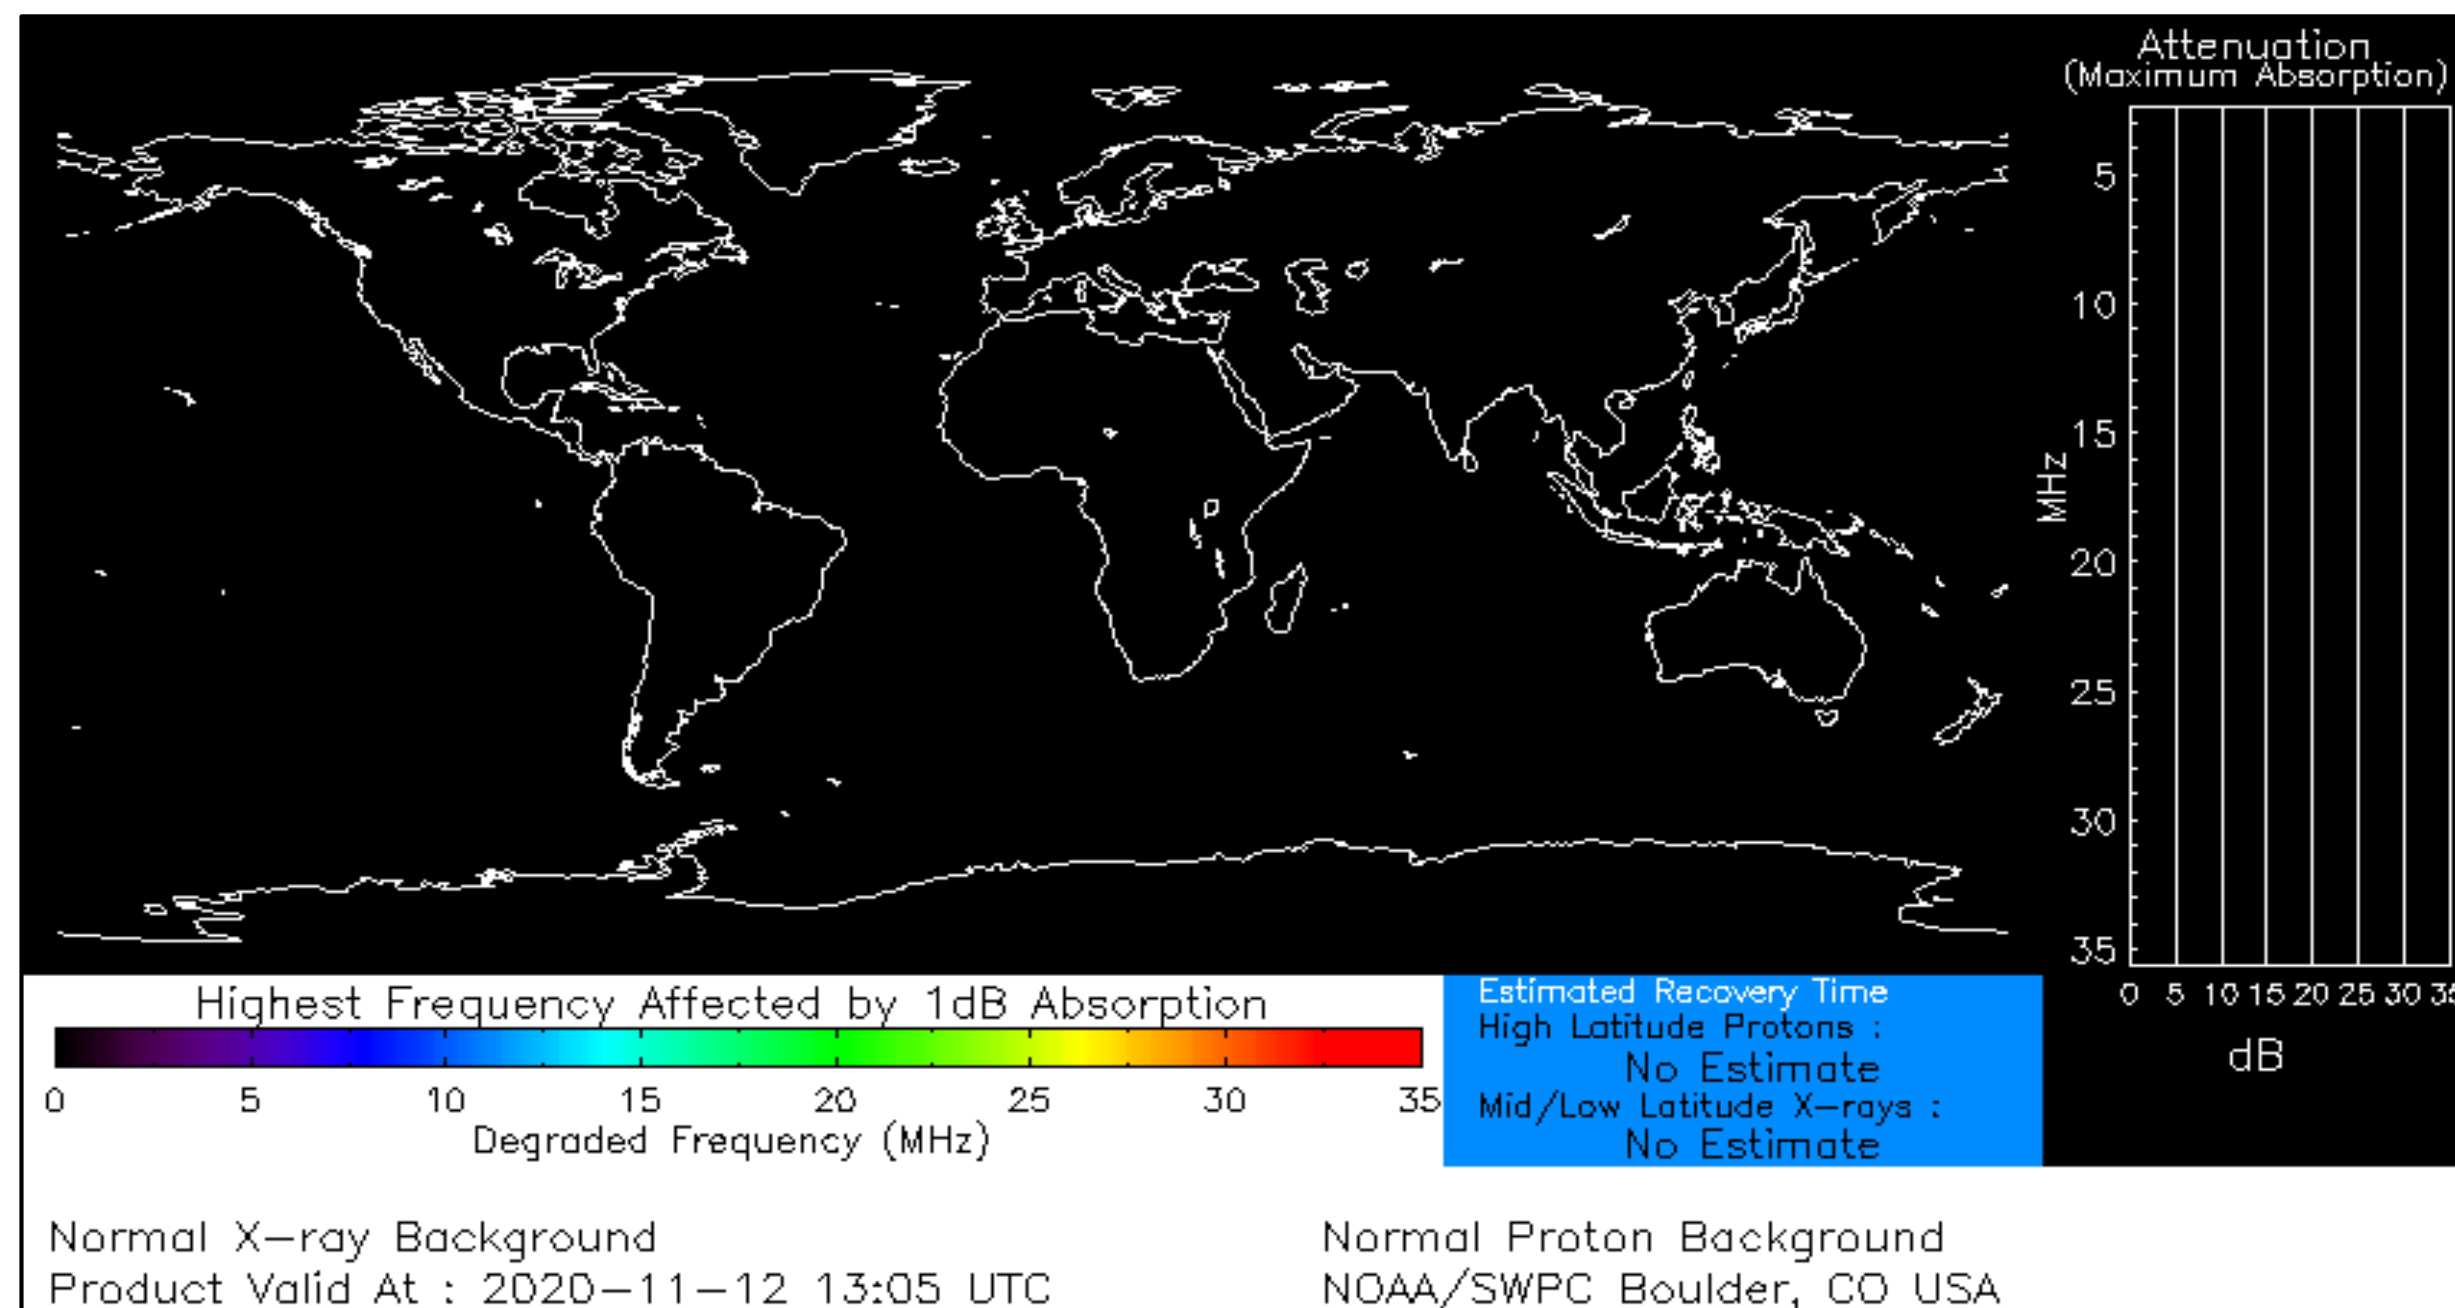 Attenuation
(Maximum Absorption)
5
10
15
20
25
30
35
MHz
0 5 10 15 20 25 30 35
dB
Highest Frequency Affected by 1dB Absorption
0 5 10 15 20 25 30 35
Degraded Frequency (MHz)
Estimated Recovery Time
High Latitude Protons :
No Estimate
Mid/Low Latitude X-rays :
No Estimate
Normal X-ray Background
Normal Proton Background
Product Valid At : 2020-11-12 13:05 UTC
NOAA/SWPC Boulder, CO USA